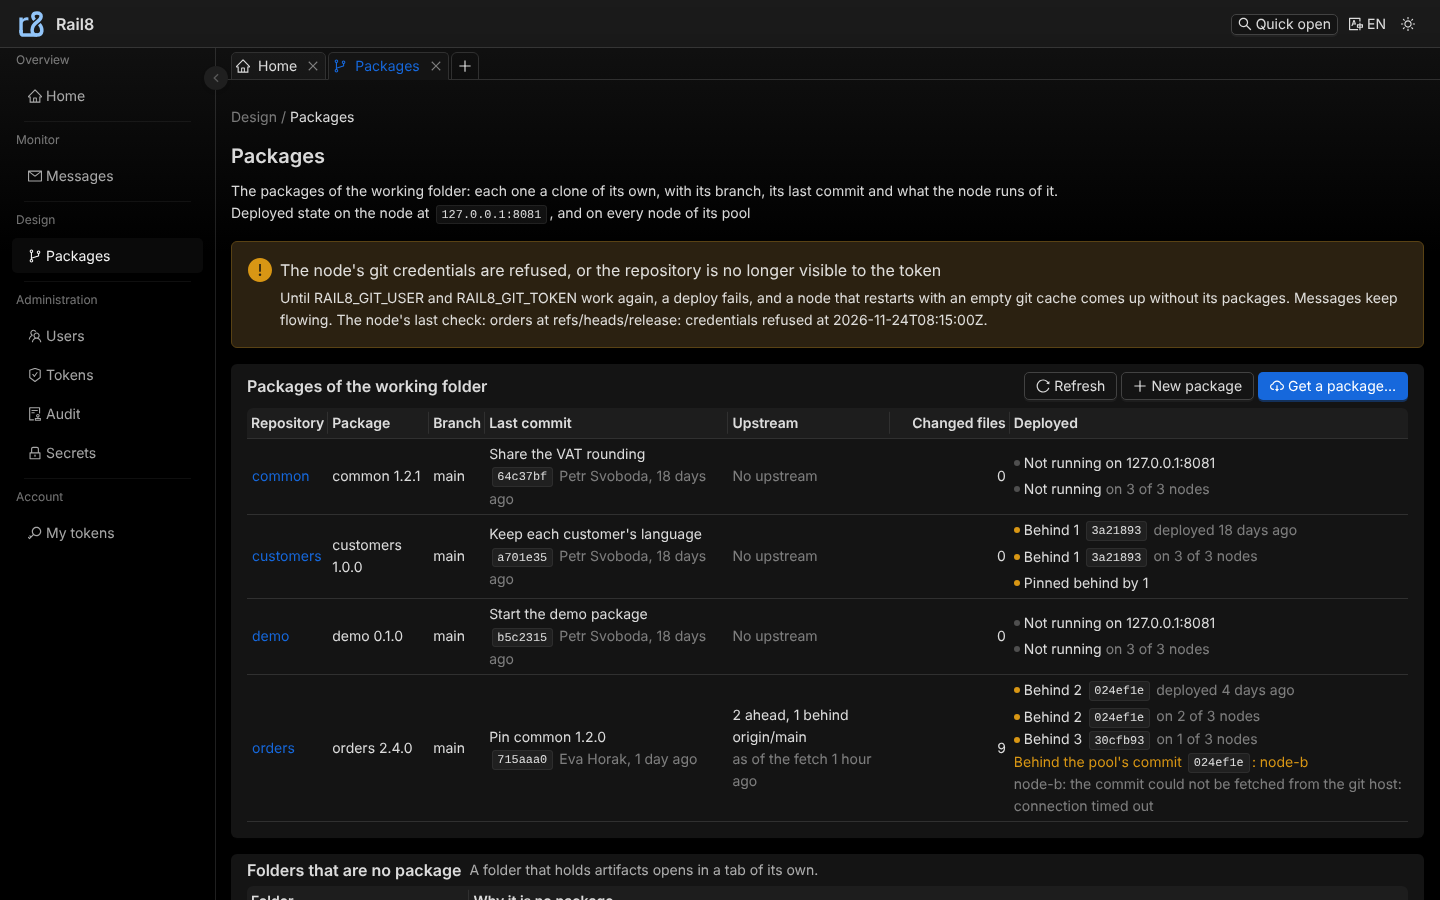 Rail8
Quick open
EN
Overview
Home
Monitor
Messages
Design
Packages
Administration
Users
Tokens
Audit
Secrets
Account
My tokens
Home
Packages
Design / Packages
Packages
The packages of the working folder: each one a clone of its own, with its branch, its last commit and what the node runs of it.
Deployed state on the node at 127.0.0.1:8081 , and on every node of its pool
The node's git credentials are refused, or the repository is no longer visible to the token
Until RAIL8_GIT_USER and RAIL8_GIT_TOKEN work again, a deploy fails, and a node that restarts with an empty git cache comes up without its packages. Messages keep
flowing. The node's last check: orders at refs/heads/release: credentials refused at 2026-11-24T08:15:00Z.
Packages of the working folder
Refresh
New package
Get a package...
Repository Package Branch Last commit Upstream Changed files Deployed
common
common 1.2.1
main
Share the VAT rounding
64c37bf Petr Svoboda, 18 days
ago
No upstream
0
Not running on 127.0.0.1:8081
Not running on 3 of 3 nodes
customers
customers
1.0.0
main
Keep each customer's language
a701e35 Petr Svoboda, 18 days
ago
No upstream
0
Behind 1 3a21893 deployed 18 days ago
Behind 1 3a21893 on 3 of 3 nodes
Pinned behind by 1
demo
demo 0.1.0
main
Start the demo package
b5c2315 Petr Svoboda, 18 days
ago
No upstream
0
Not running on 127.0.0.1:8081
Not running on 3 of 3 nodes
orders
orders 2.4.0
main
Pin common 1.2.0
715aaa0 Eva Horak, 1 day ago
2 ahead, 1 behind
origin/main
as of the fetch 1 hour
ago
9
Behind 2 024ef1e deployed 4 days ago
Behind 2 024ef1e on 2 of 3 nodes
Behind 3 30cfb93 on 1 of 3 nodes
Behind the pool's commit 024ef1e : node-b
node-b: the commit could not be fetched from the git host:
connection timed out
Folders that are no package A folder that holds artifacts opens in a tab of its own.
Folder Why it is no package